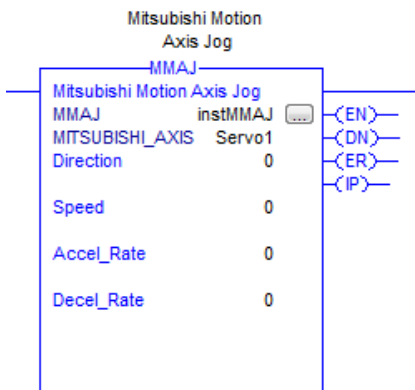 Mitsubishi Motion
Axis Jog
MMAJ
Mitsubishi Motion Axis Jog
MMAJ instMMAJ ...
(EN)
MITSUBISHI_AXIS Servo1
(DN)
Direction 0
(ER)
(IP)
Speed 0
Accel_Rate 0
Decel_Rate 0